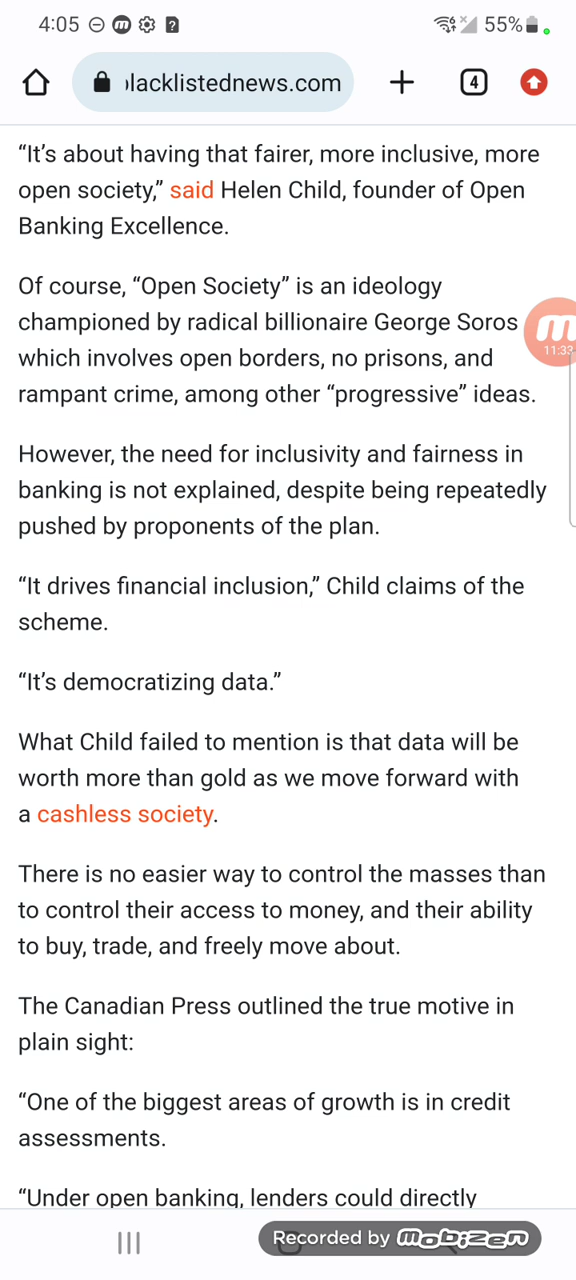 4:05
55%
blacklistednews.com
4
“It’s about having that fairer, more inclusive, more
open society,” said Helen Child, founder of Open
Banking Excellence.
Of course, “Open Society” is an ideology
championed by radical billionaire George Soros
which involves open borders, no prisons, and
rampant crime, among other “progressive” ideas.
11:33
However, the need for inclusivity and fairness in
banking is not explained, despite being repeatedly
pushed by proponents of the plan.
“It drives financial inclusion,” Child claims of the
scheme.
“It’s democratizing data.”
What Child failed to mention is that data will be
worth more than gold as we move forward with
a cashless society.
There is no easier way to control the masses than
to control their access to money, and their ability
to buy, trade, and freely move about.
The Canadian Press outlined the true motive in
plain sight:
“One of the biggest areas of growth is in credit
assessments.
“Under open banking, lenders could directly
Recorded by mobizen